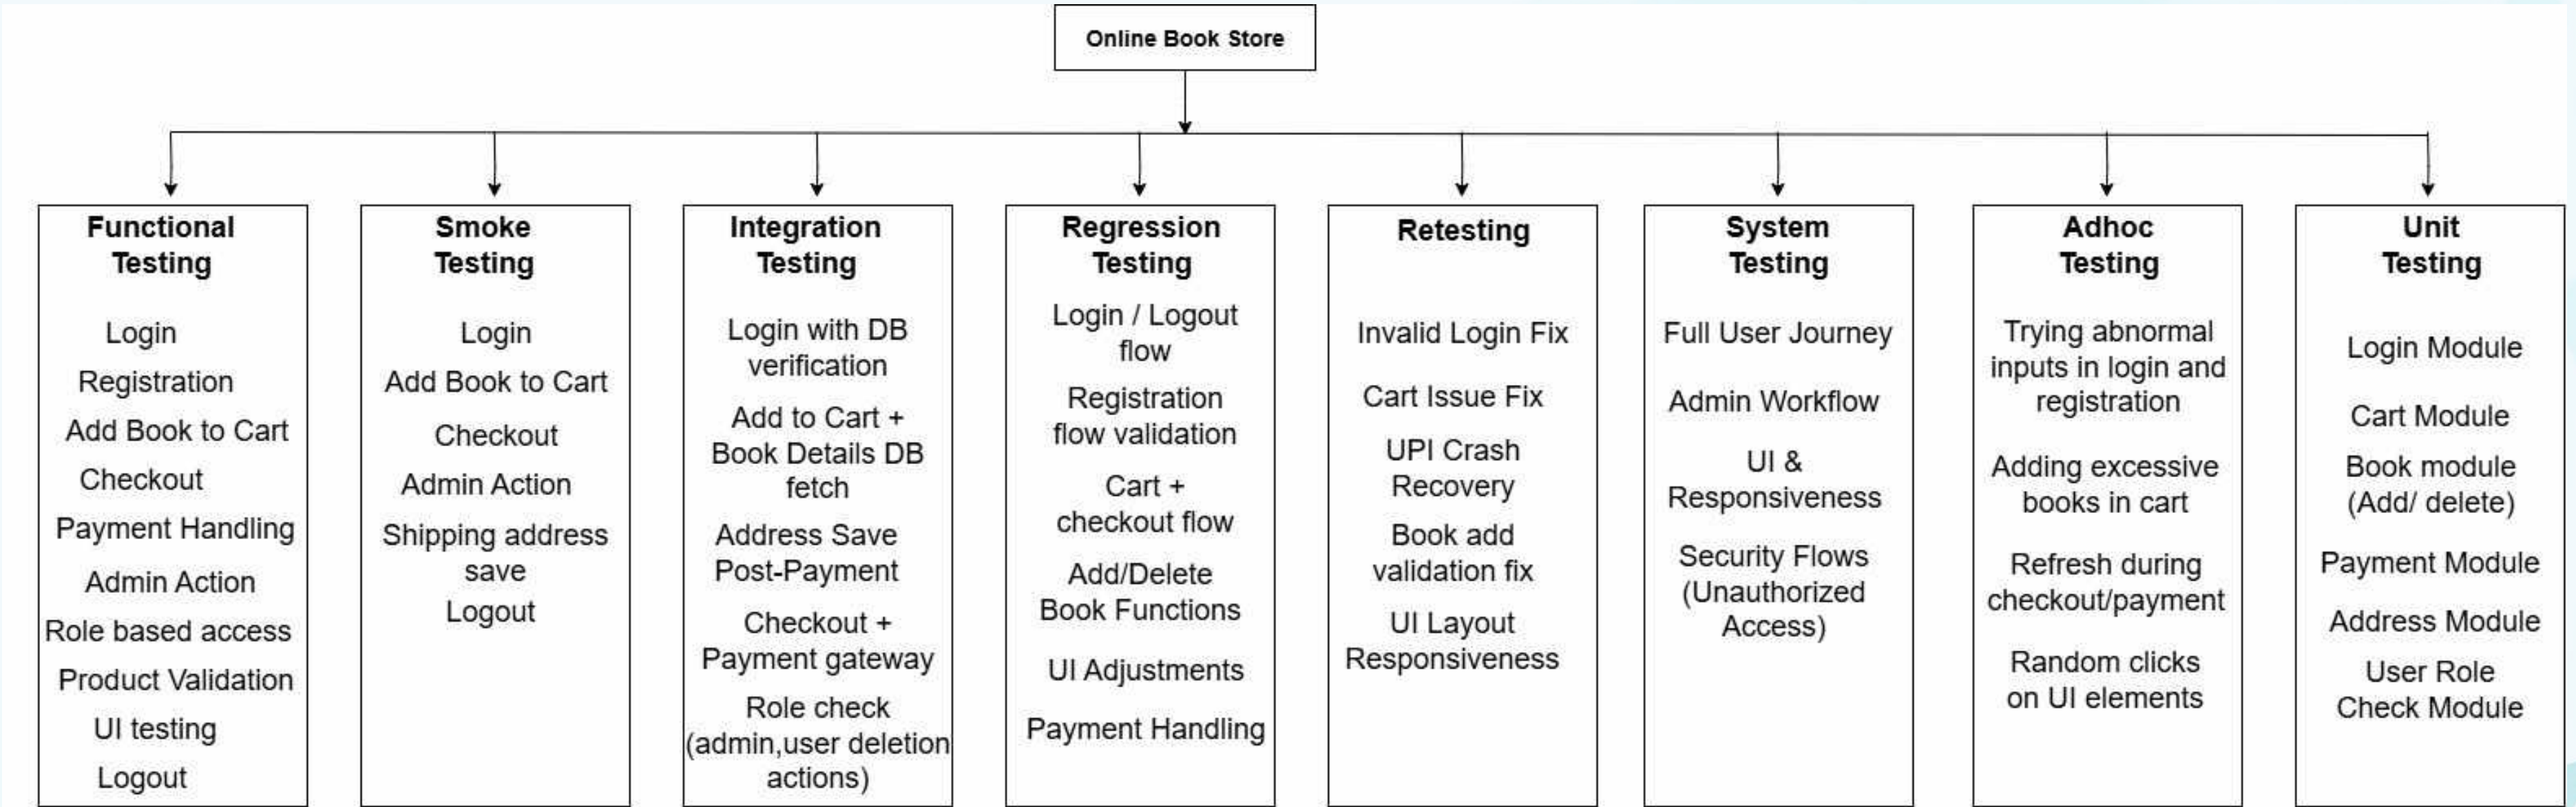 Online Book Store
Functional
Testing
Login
Registration
Add Book to Cart
Checkout
Payment Handling
Admin Action
Role based access
Product Validation
UI testing
Logout
Smoke
Testing
Login
Add Book to Cart
Checkout
Admin Action
Shipping address
save
Logout
Integration
Testing
Login with DB
verification
Add to Cart +
Book Details DB
fetch
Address Save
Post-Payment
Checkout +
Payment gateway
Role check
(admin,user deletion
actions)
Regression
Testing
Login / Logout
flow
Registration
flow validation
Cart +
checkout flow
Add/Delete
Book Functions
UI Adjustments
Payment Handling
Retesting
Invalid Login Fix
Cart Issue Fix
UPI Crash
Recovery
Book add
validation fix
UI Layout
Responsiveness
System
Testing
Full User Journey
Admin Workflow
UI &
Responsiveness
Security Flows
(Unauthorized
Access)
Adhoc
Testing
Trying abnormal
inputs in login and
registration
Adding excessive
books in cart
Refresh during
checkout/payment
Random clicks
on UI elements
Unit
Testing
Login Module
Cart Module
Book module
(Add/ delete)
Payment Module
Address Module
User Role
Check Module